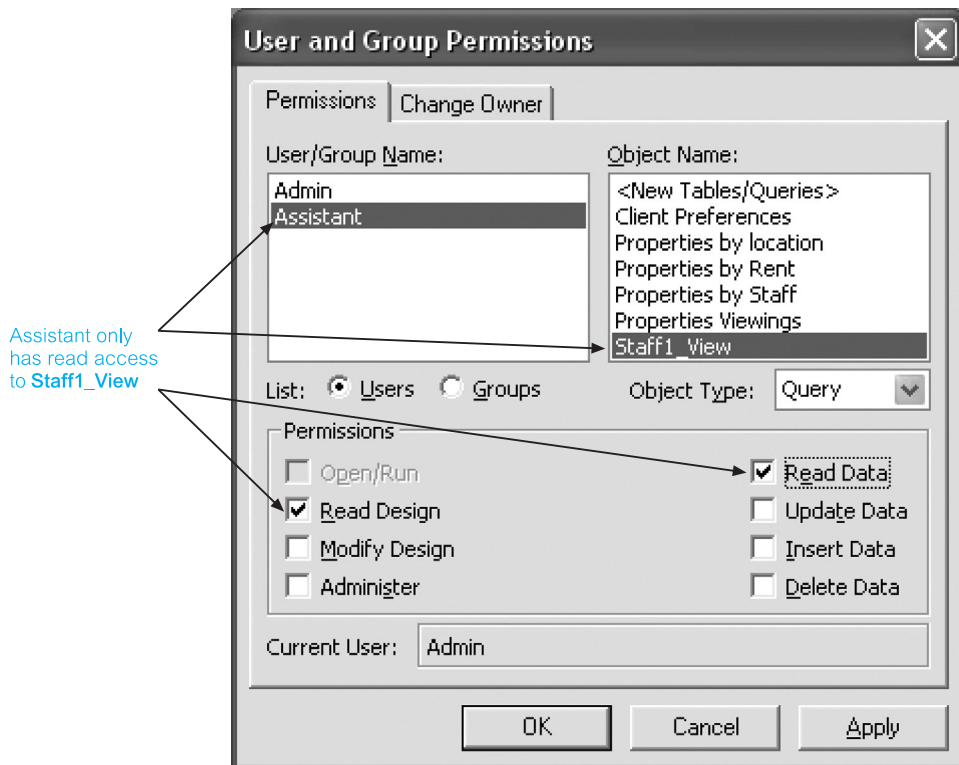 User and Group Permissions
Permissions
Change Owner
User/Group Name:
Object Name:
Admin
Assistant
<New Tables/Queries>
Client Preferences
Properties by location
Properties by Rent
Properties by Staff
Properties Viewings
Staff1_View
Assistant only
has read access
to Staff1_View
List: Users Groups
Object Type: Query
Permissions
Open/Run
Read Data
Read Design
Update Data
Modify Design
Insert Data
Administer
Delete Data
Current User: Admin
OK
Cancel
Apply